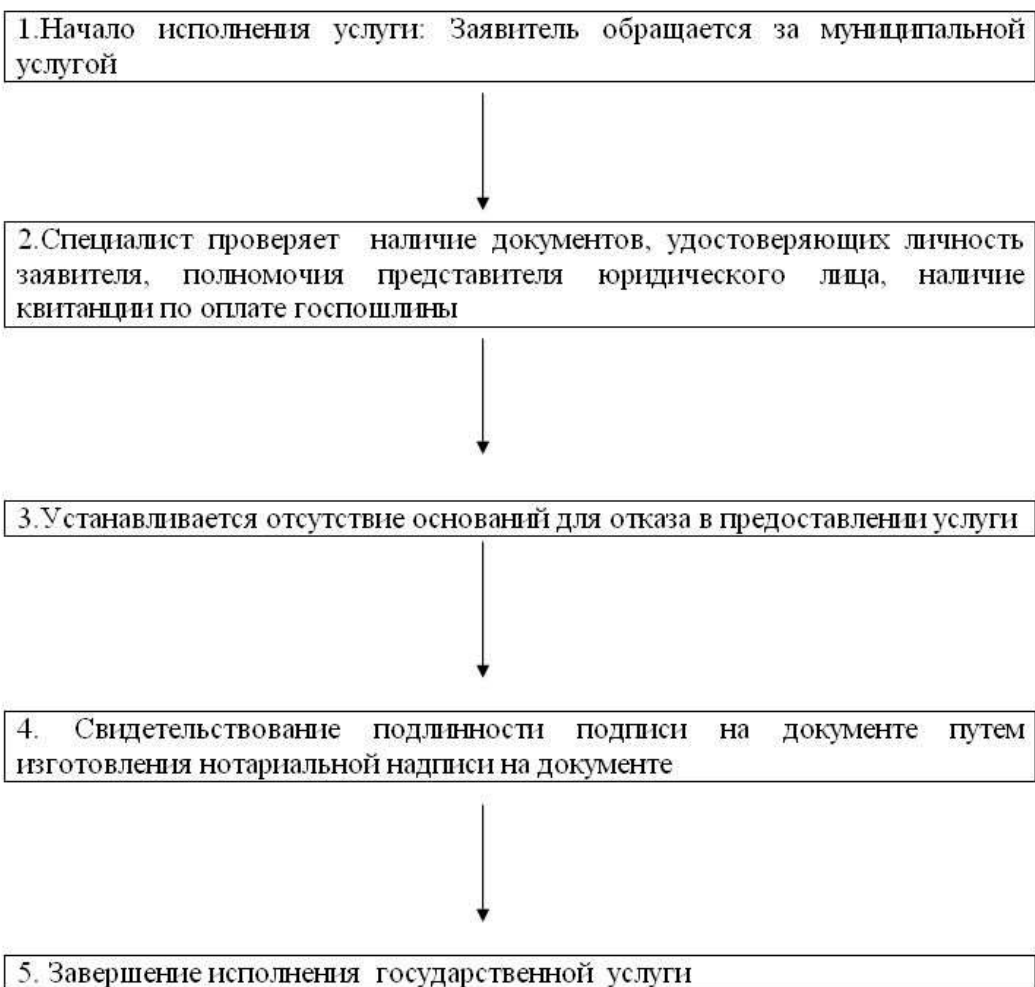 1.Начало исполнения услуги: Заявитель обращается за муниципальной
услугой
2.Специалист проверяет наличие документов, удостоверяющих личность
заявителя, полномочия представителя юридического лица, наличие
квитанции по оплате госпошлины
3.Устанавливается отсутствие оснований для отказа в предоставлении услуги
4. Свидетельствование подлинности подписи на документе путем
изготовления нотариальной надписи на документе
5. Завершение исполнения государственной услуги